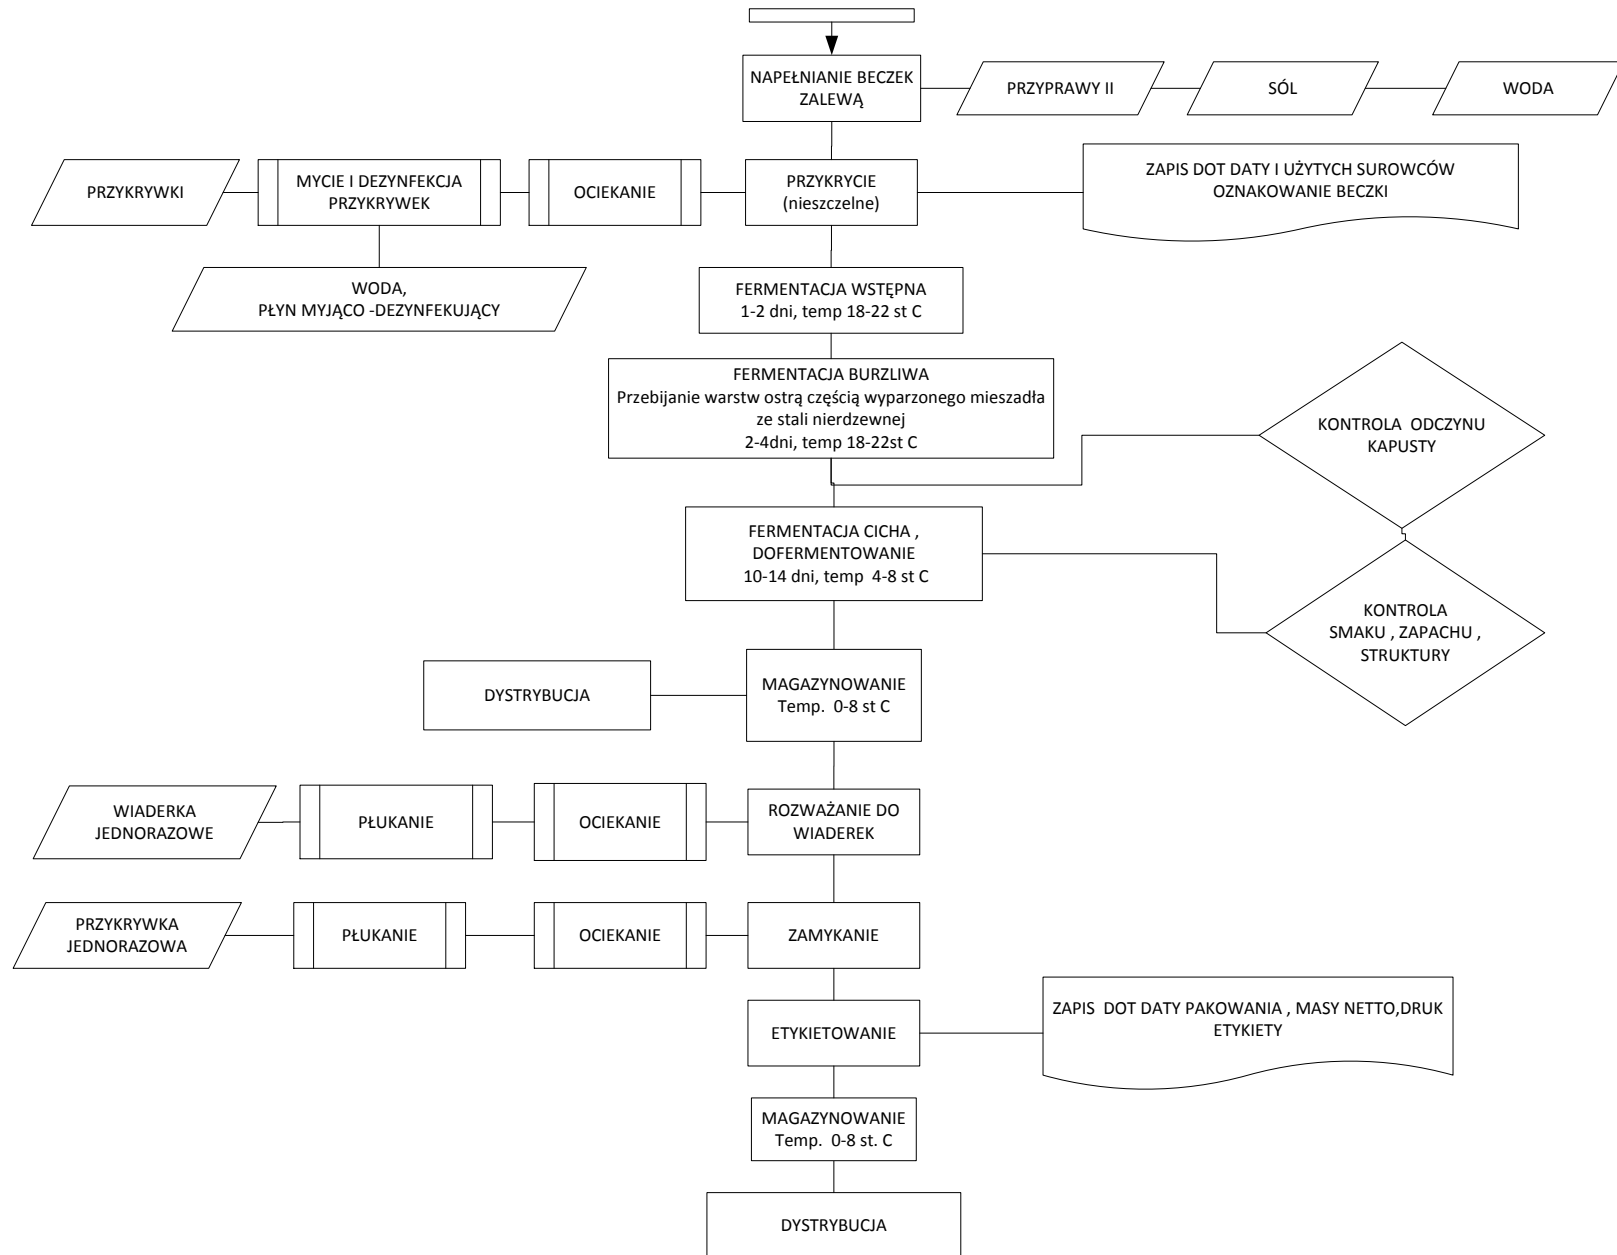 NAPEŁNIANIE BECZEK
ZALEWĄ
PRZYPRAWY II
SÓL
WODA
PRZYKRYWKI
MYCIE I DEZYNFEKCJA
PRZYKRYWEK
OCIEKANIE
PRZYKRYCIE
(nieszczelne)
ZAPIS DOT DATY I UŻYTYCH SUROWCÓW
OZNAKOWANIE BECZKI
WODA,
PŁYN MYJĄCO -DEZYNFEKUJĄCY
FERMENTACJA WSTĘPNA
1-2 dni, temp 18-22 st C
FERMENTACJA BURZLIWA
Przebijanie warstw ostrą częścią wyparzonego mieszadła
ze stali nierdzewnej
2-4dni, temp 18-22st C
KONTROLA ODCZYNU
KAPUSTY
FERMENTACJA CICHA ,
DOFERMENTOWANIE
10-14 dni, temp 4-8 st C
KONTROLA
SMAKU , ZAPACHU ,
STRUKTURY
DYSTRYBUCJA
MAGAZYNOWANIE
Temp. 0-8 st C
WIADERKA
JEDNORAZOWE
PŁUKANIE
OCIEKANIE
ROZWAŻANIE DO
WIADEREK
PRZYKRYWKA
JEDNORAZOWA
PŁUKANIE
OCIEKANIE
ZAMYKANIE
ETYKIETOWANIE
ZAPIS DOT DATY PAKOWANIA , MASY NETTO,DRUK
ETYKIETY
MAGAZYNOWANIE
Temp. 0-8 st. C
DYSTRYBUCJA